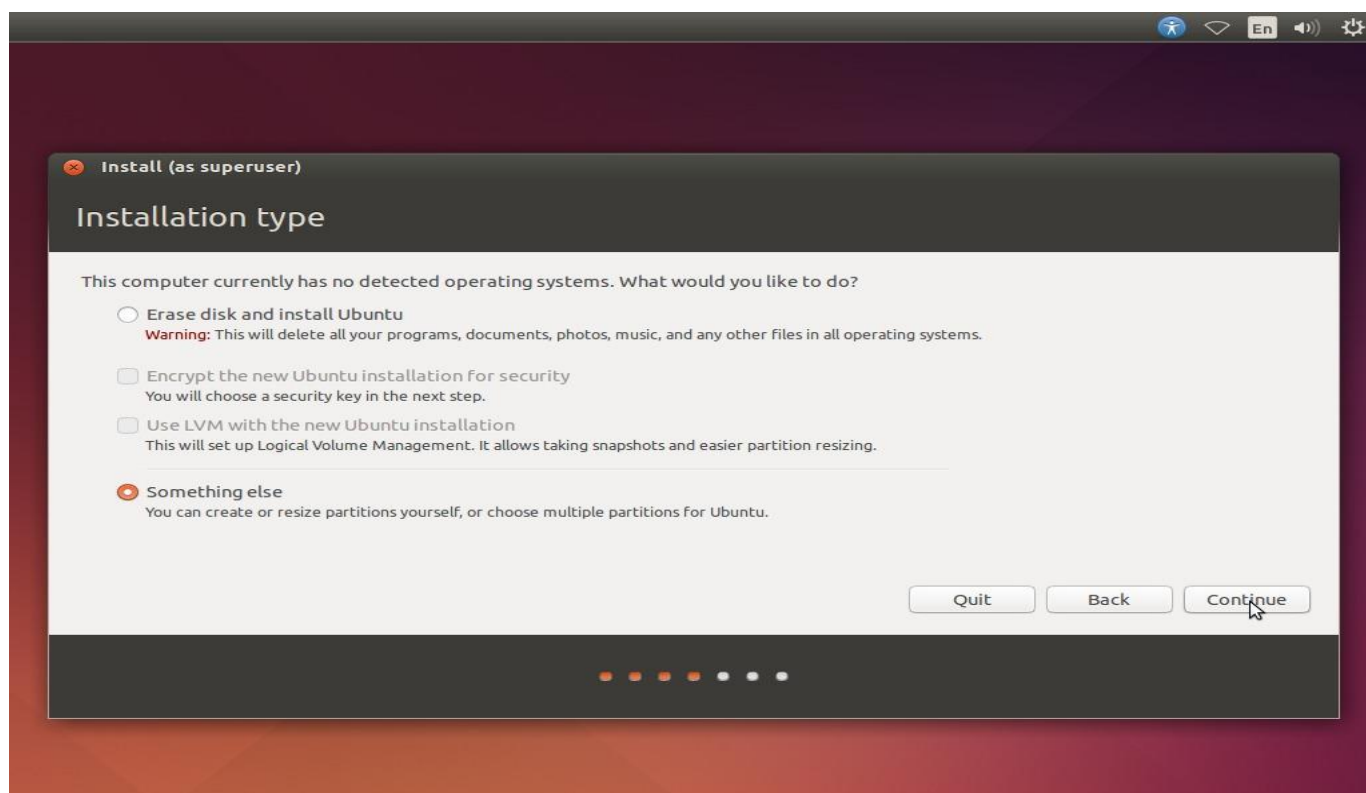 En
Install (as superuser)
Installation type
This computer currently has no detected operating systems. What would you like to do?
Erase disk and install Ubuntu
Warning: This will delete all your programs, documents, photos, music, and any other files in all operating systems.
Encrypt the new Ubuntu installation for security
You will choose a security key in the next step.
Use LVM with the new Ubuntu installation
This will set up Logical Volume Management. It allows taking snapshots and easier partition resizing.
Something else
You can create or resize partitions yourself, or choose multiple partitions for Ubuntu.
Quit Back Continue